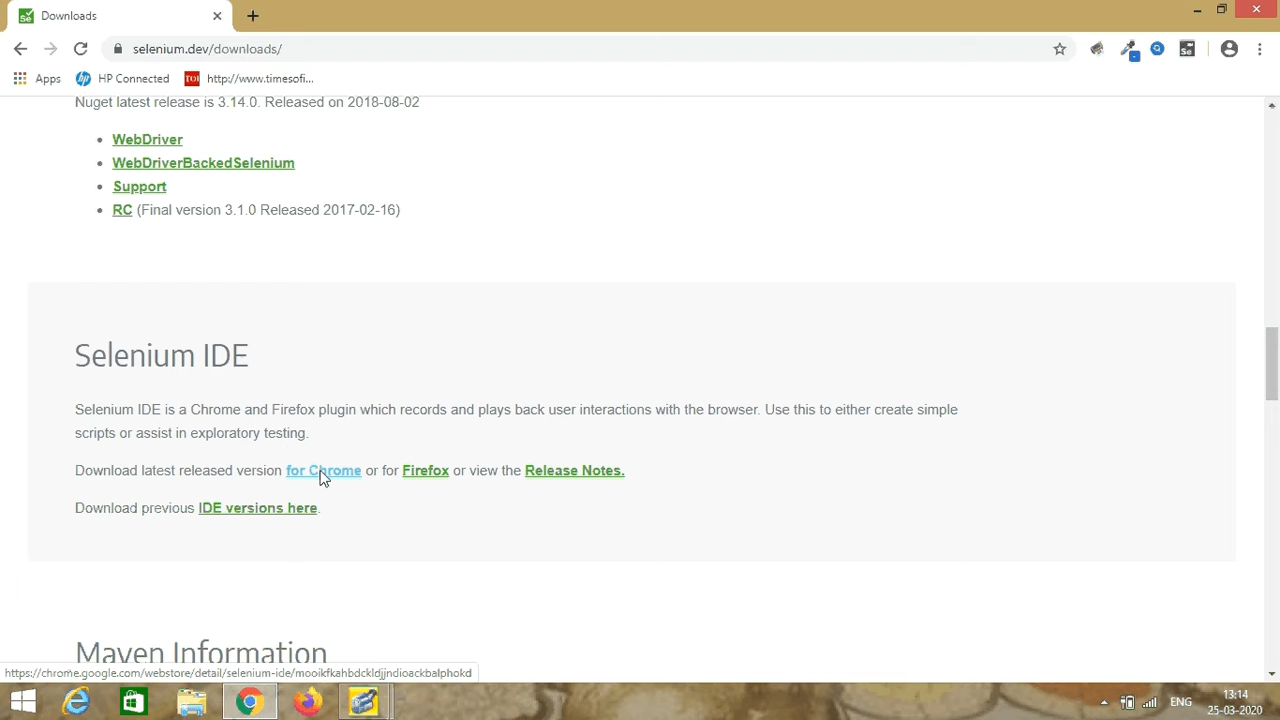 Downloads
selenium.dev/downloads/
Apps
HP Connected
TOI
http://www.timesofi...
Nuget latest release is 3.14.0. Released on 2018-08-02
• WebDriver
• WebDriverBackedSelenium
• Support
• RC (Final version 3.1.0 Released 2017-02-16)
Selenium IDE
Selenium IDE is a Chrome and Firefox plugin which records and plays back user interactions with the browser. Use this to either create simple
scripts or assist in exploratory testing.
Download latest released version for Chrome or for Firefox or view the Release Notes.
Download previous IDE versions here.
Maven Information
https://chrome.google.com/webstore/detail/selenium-ide/mooikfkahbdckldjjndioackbalphokd
ENG
13:14
25-03-2020